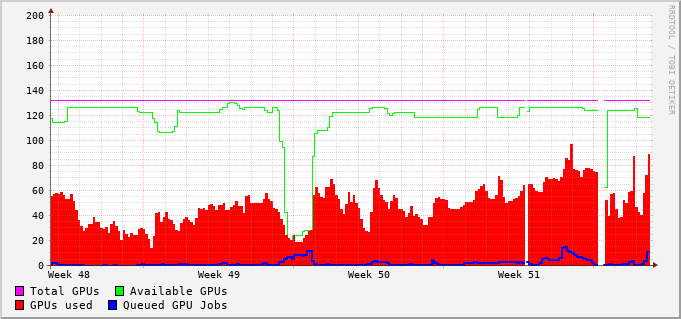 200
180
160
140
120
100
80
60
40
20
0
Week 48 Week 49 Week 50 Week 51
Total GPUs Available GPUs
GPUs used Queued GPU Jobs
RRDTOOL / TOBI OETIKER